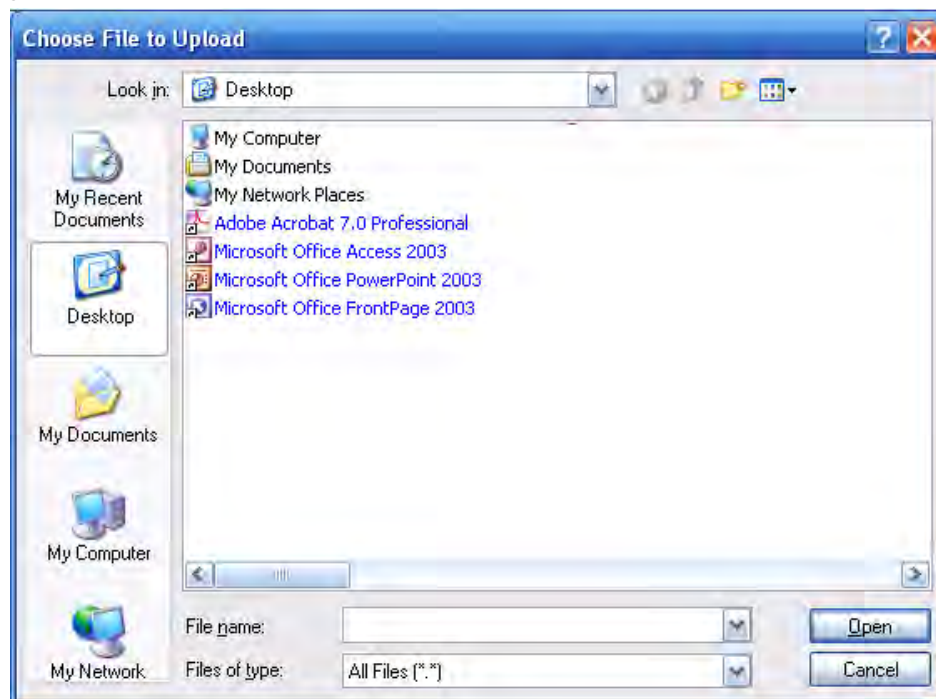 Choose File to Upload
Look in: Desktop
My Recent
Documents
Desktop
My Documents
My Computer
My Network
My Computer
My Documents
My Network Places
Adobe Acrobat 7.0 Professional
Microsoft Office Access 2003
Microsoft Office PowerPoint 2003
Microsoft Office FrontPage 2003
File name:
Open
Files of type: All Files (*.*)
Cancel